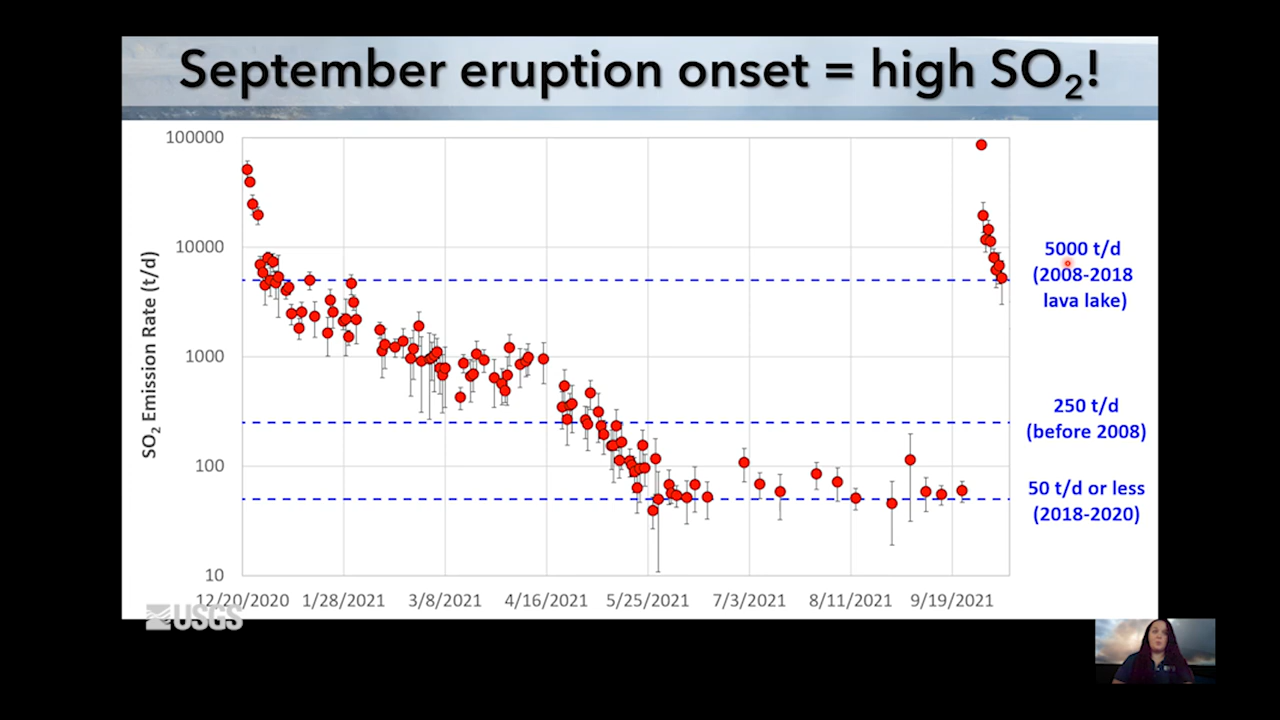 September eruption onset = high SO₂!
100000
10000
1000
100
10
SO₂ Emission Rate (t/d)
12/20/2020 1/28/2021 3/8/2021 4/16/2021 5/25/2021 7/3/2021 8/11/2021 9/19/2021
5000 t/d
(2008-2018
lava lake)
250 t/d
(before 2008)
50 t/d or less
(2018-2020)
USGS